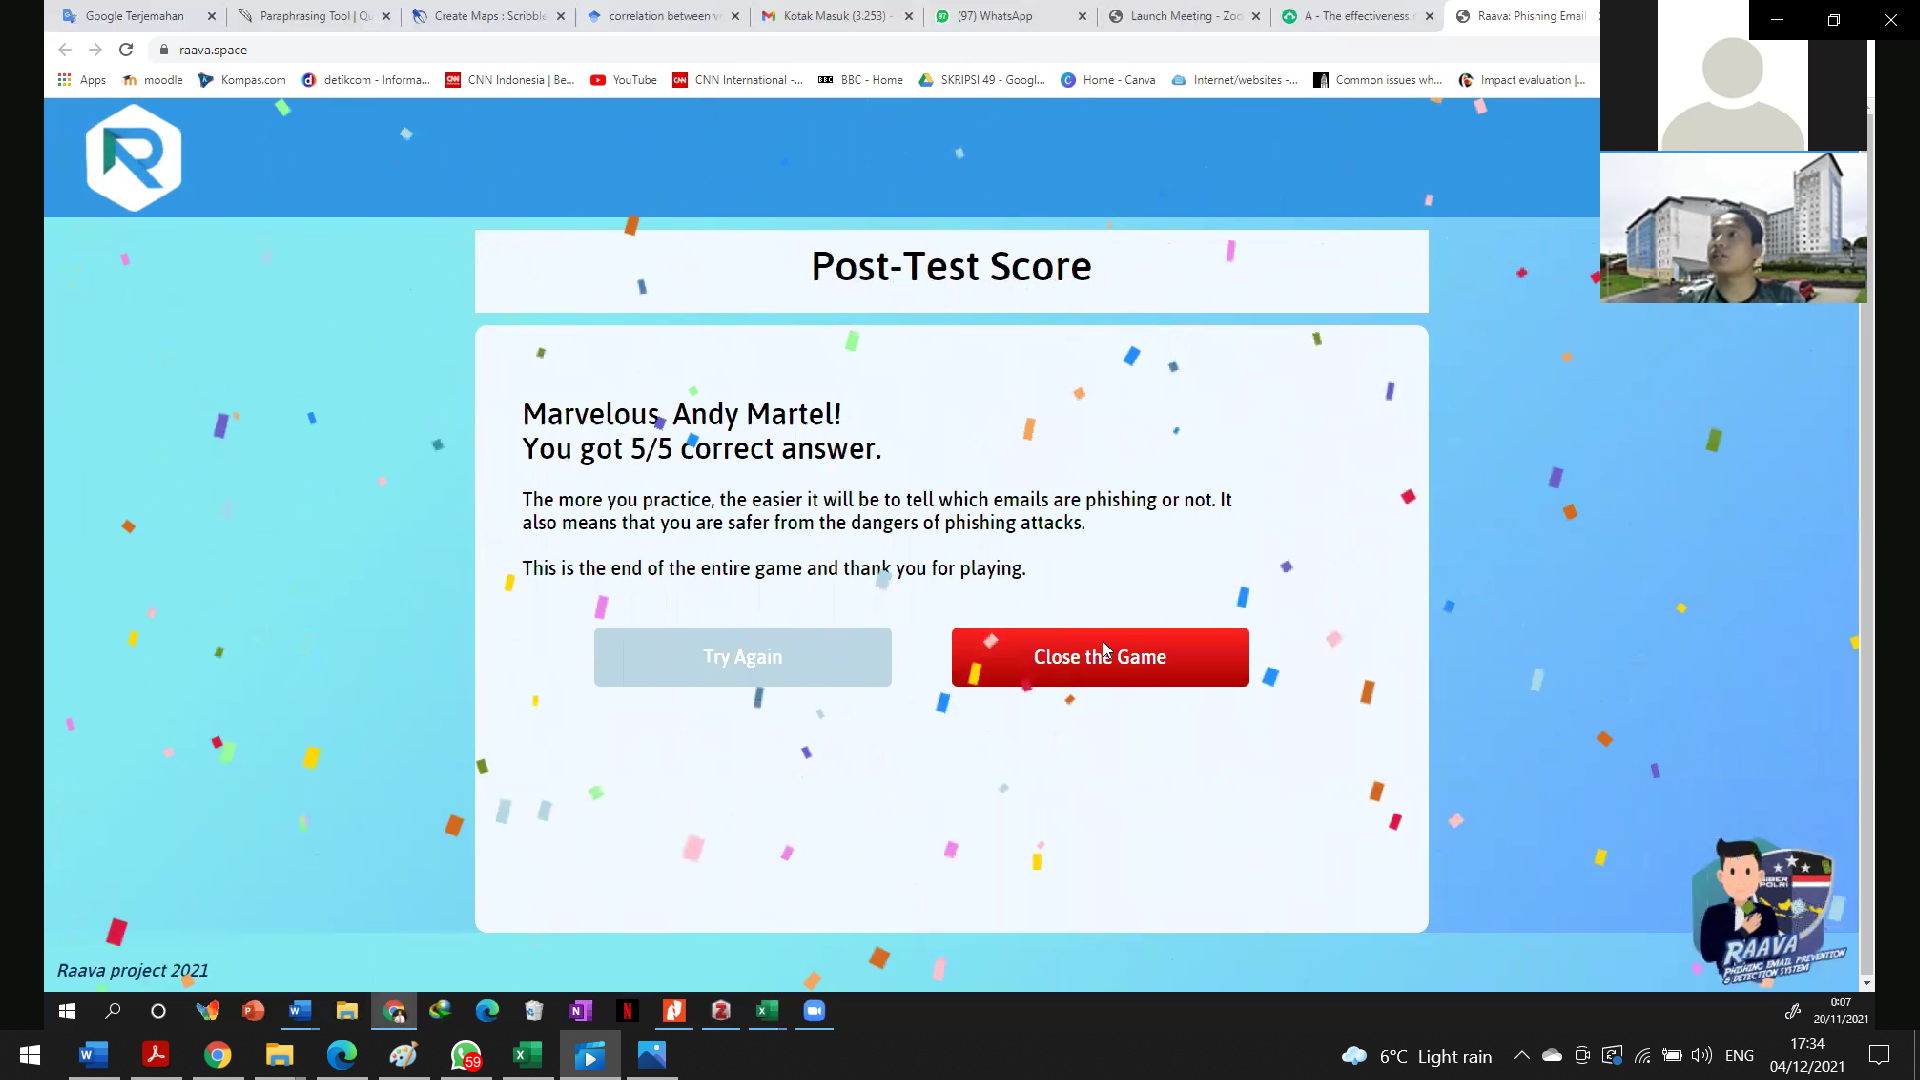 Google Terjemahan
Paraphrasing Tool | Qu
Create Maps : Scribble
correlation between v
Kotak Masuk (3.253) -
(97) WhatsApp
Launch Meeting - Zoo
A - The effectiveness
Raava: Phishing Email
raava.space
Apps
moodle
Kompas.com
detikcom - Informa...
CNN Indonesia | Be...
YouTube
CNN International -...
BBC - Home
SKRIPSI 49 - Googl...
Home - Canva
Internet/websites -...
Common issues wh...
Impact evaluation |...
R
Post-Test Score
Marvelous, Andy Martel!
You got 5/5 correct answer.
The more you practice, the easier it will be to tell which emails are phishing or not. It
also means that you are safer from the dangers of phishing attacks.
This is the end of the entire game and thank you for playing.
Try Again
Close the Game
SIBER
POLRI
RAAVA
PHISHING EMAIL PREVENTION
& DETECTION SYSTEM
Raava project 2021
0:07
20/11/2021
59
6°C Light rain
ENG
17:34
04/12/2021